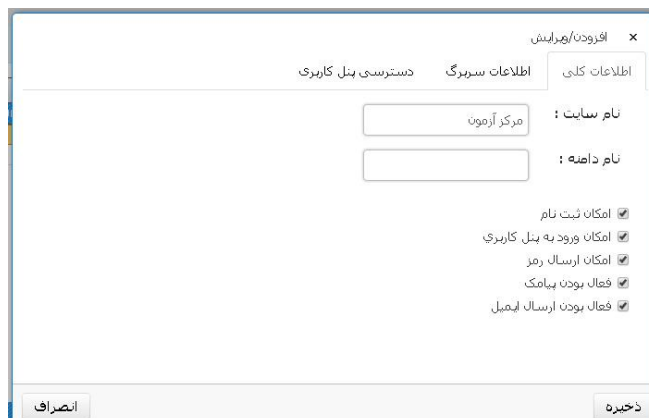 × افزودن/ویرایش
اطلاعات کلی اطلاعات سربرگ دسترسی پنل کاربری
نام سایت : مرکز آزمون
نام دامنه :
امکان ثبت نام
امکان ورود به پنل کاربري
امکان ارسال رمز
فعال بودن پیامک
فعال بودن ارسال ایمیل
ذخیره انصراف